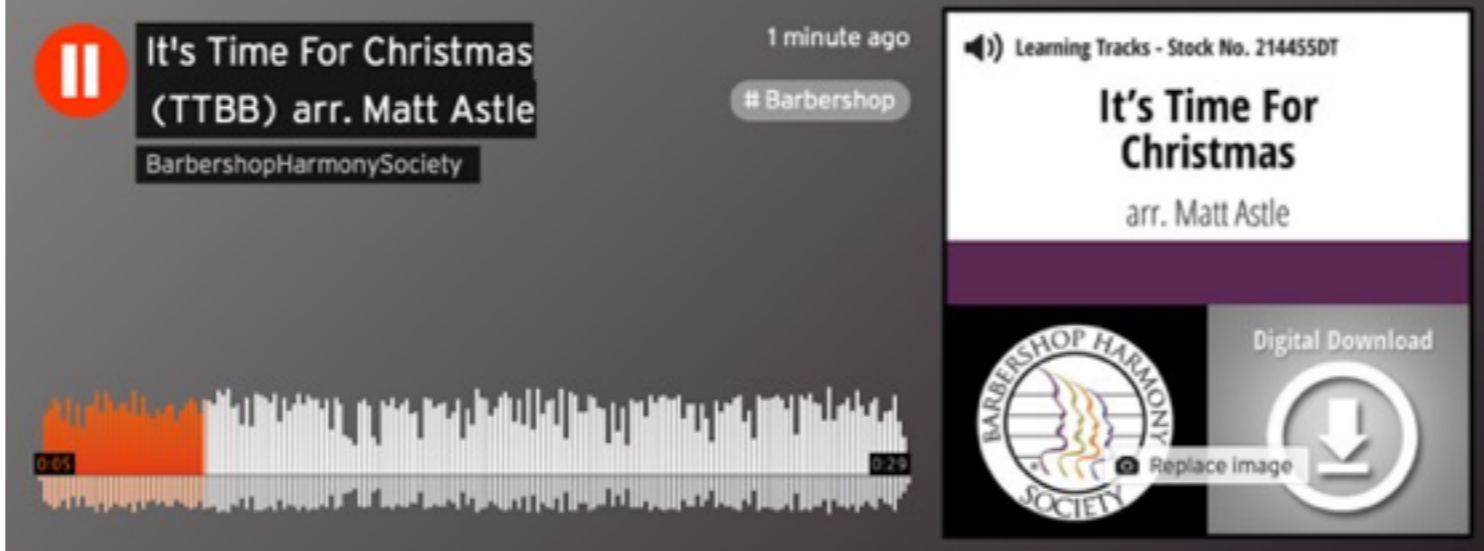 It's Time For Christmas
(TTBB) arr. Matt Astle
BarbershopHarmonySociety
1 minute ago
# Barbershop
0:05
0:29
Learning Tracks - Stock No. 214455DT
It’s Time For
Christmas
arr. Matt Astle
BARBERSHOP HARMONY
SOCIETY
Digital Download
Replace image